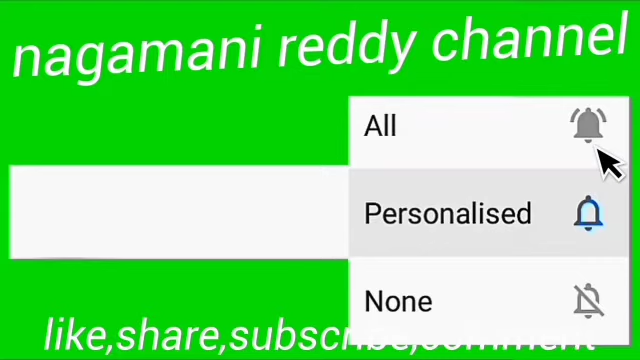 nagamani reddy channel
All
Personalised
None
like,share,subscribe,comment